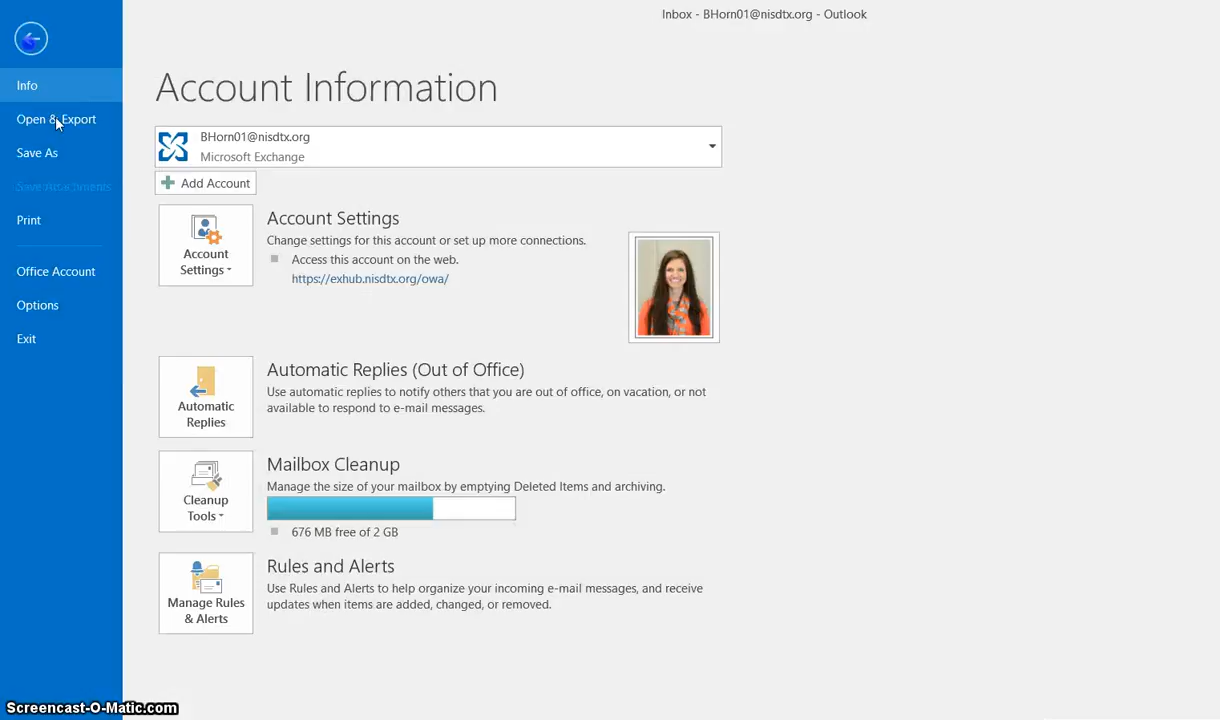 Inbox - BHorn01@nisdtx.org - Outlook
Info
Open & Export
Save As
Save Attachments
Print
Office Account
Options
Exit
Account Information
BHorn01@nisdtx.org
Microsoft Exchange
Add Account
Account
Settings
Account Settings
Change settings for this account or set up more connections.
Access this account on the web.
https://exhub.nisdtx.org/owa/
Automatic
Replies
Automatic Replies (Out of Office)
Use automatic replies to notify others that you are out of office, on vacation, or not
available to respond to e-mail messages.
Cleanup
Tools
Mailbox Cleanup
Manage the size of your mailbox by emptying Deleted Items and archiving.
676 MB free of 2 GB
Manage Rules
& Alerts
Rules and Alerts
Use Rules and Alerts to help organize your incoming e-mail messages, and receive
updates when items are added, changed, or removed.
Screencast-O-Matic.com